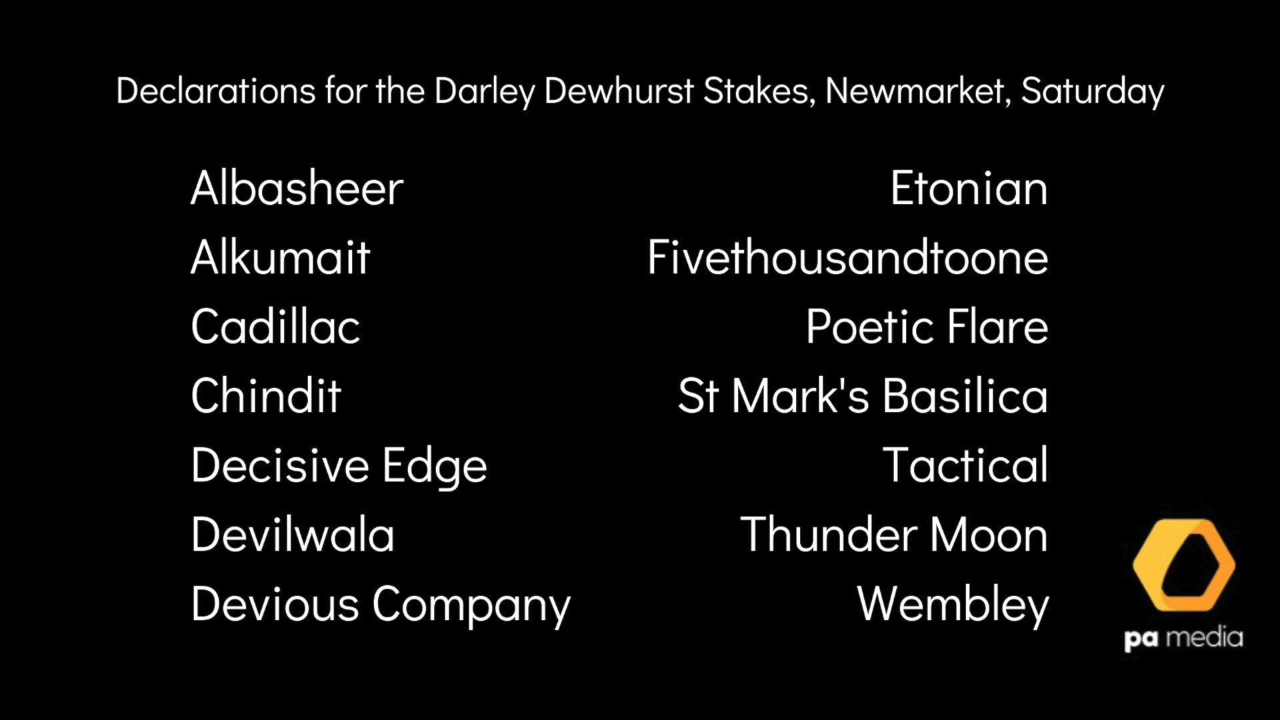 Declarations for the Darley Dewhurst Stakes, Newmarket, Saturday
Albasheer
Alkumait
Cadillac
Chindit
Decisive Edge
Devilwala
Devious Company
Etonian
Fivethousandtoone
Poetic Flare
St Mark's Basilica
Tactical
Thunder Moon
Wembley
pa media